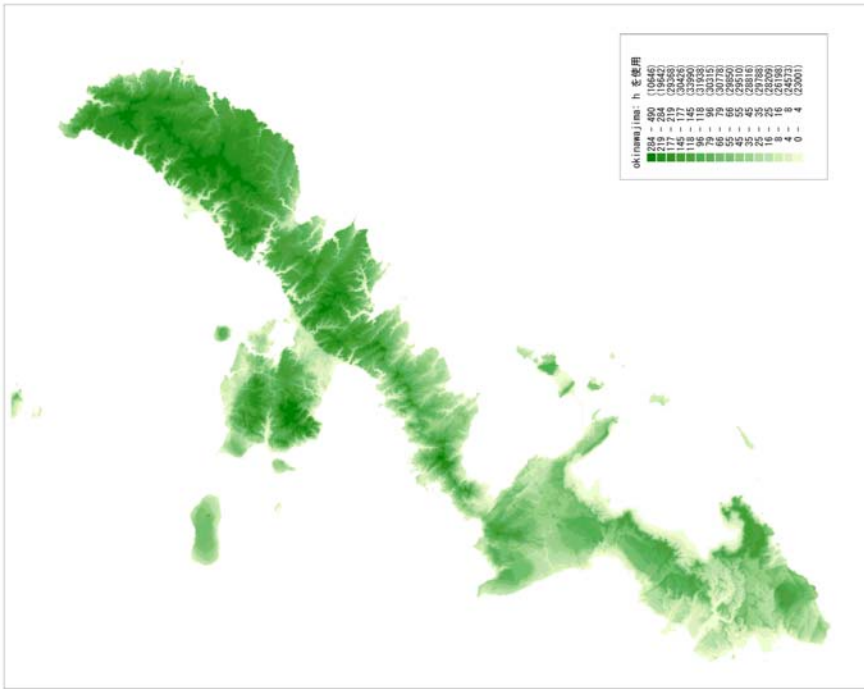 okinawajima: h を使用
284 - 490 (10646)
219 - 284 (19642)
177 - 219 (29368)
145 - 177 (30426)
118 - 145 (33990)
96 - 118 (31938)
79 - 96 (30315)
66 - 79 (30778)
55 - 66 (29850)
45 - 55 (29510)
35 - 45 (28816)
25 - 35 (29788)
16 - 25 (28209)
8 - 16 (26198)
4 - 8 (24573)
0 - 4 (23001)